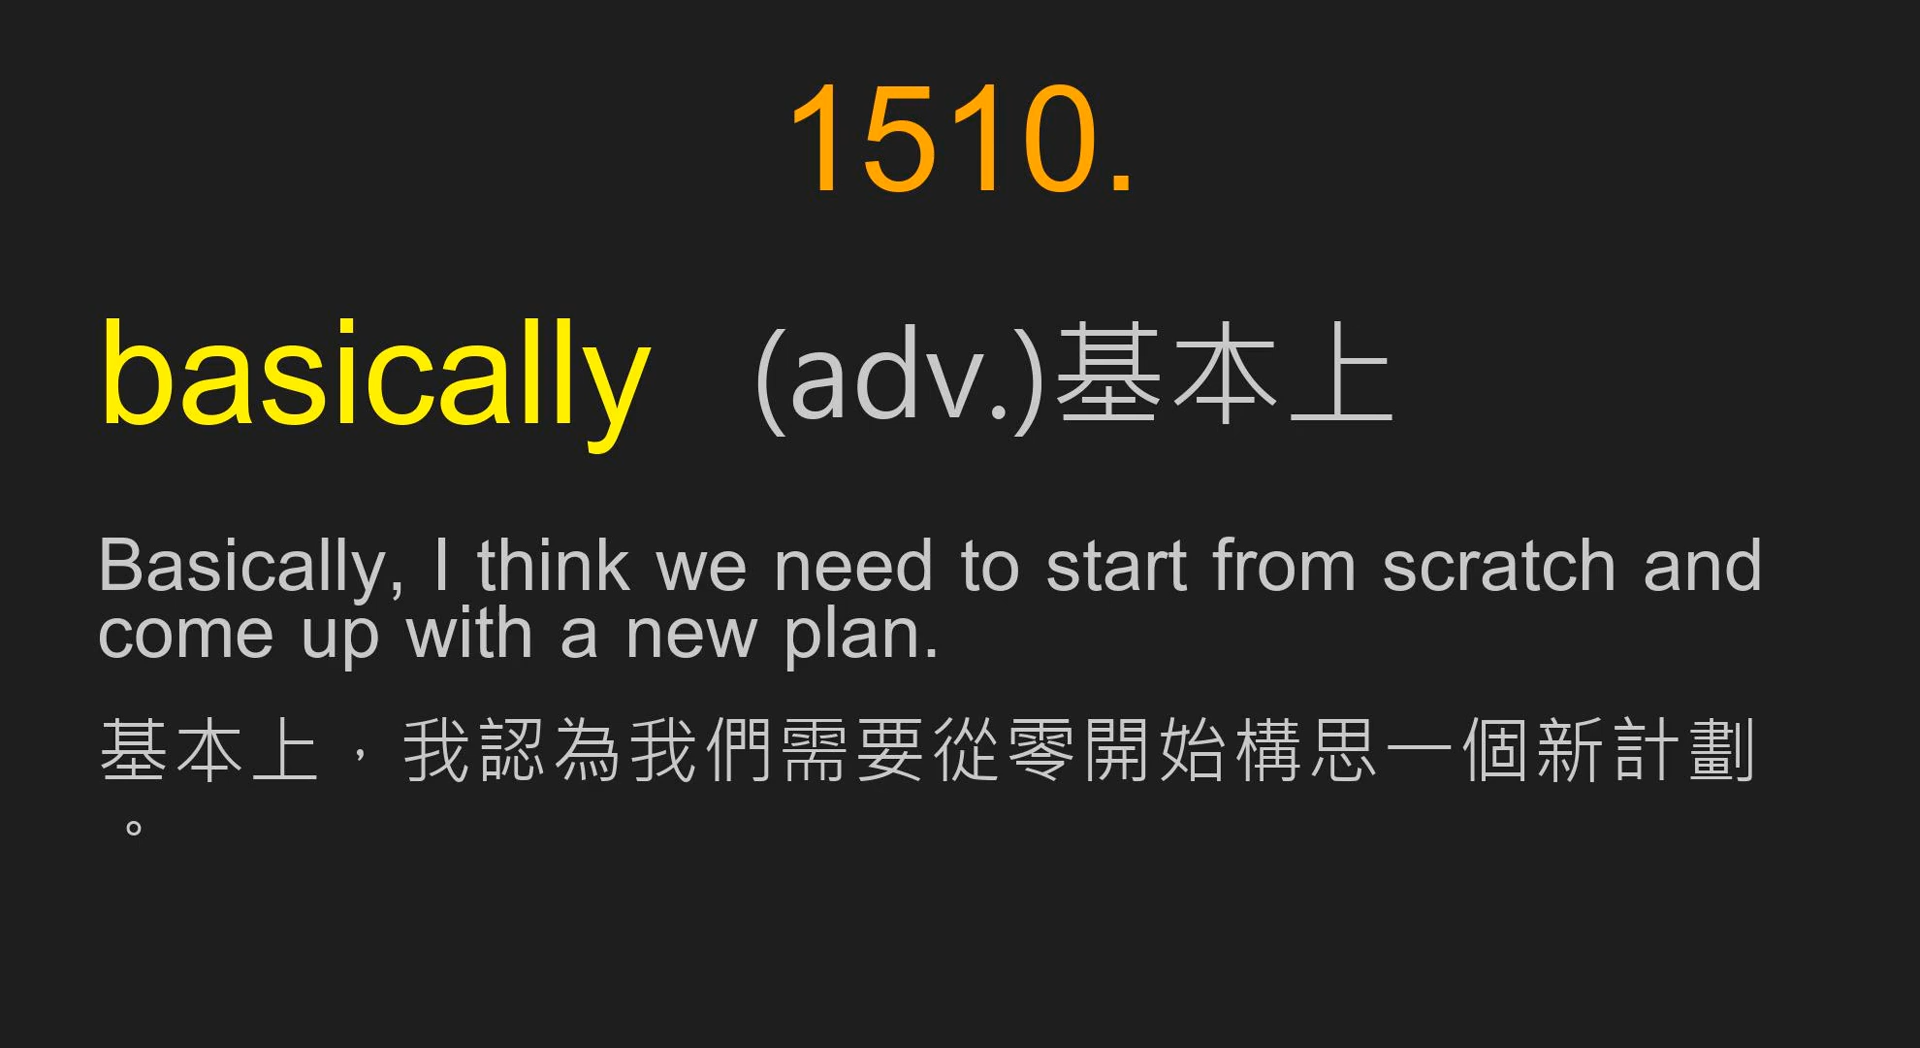 1510.
basically (adv.)基本上
Basically, I think we need to start from scratch and
come up with a new plan.
基本上，我認為我們需要從零開始構思一個新計劃
。